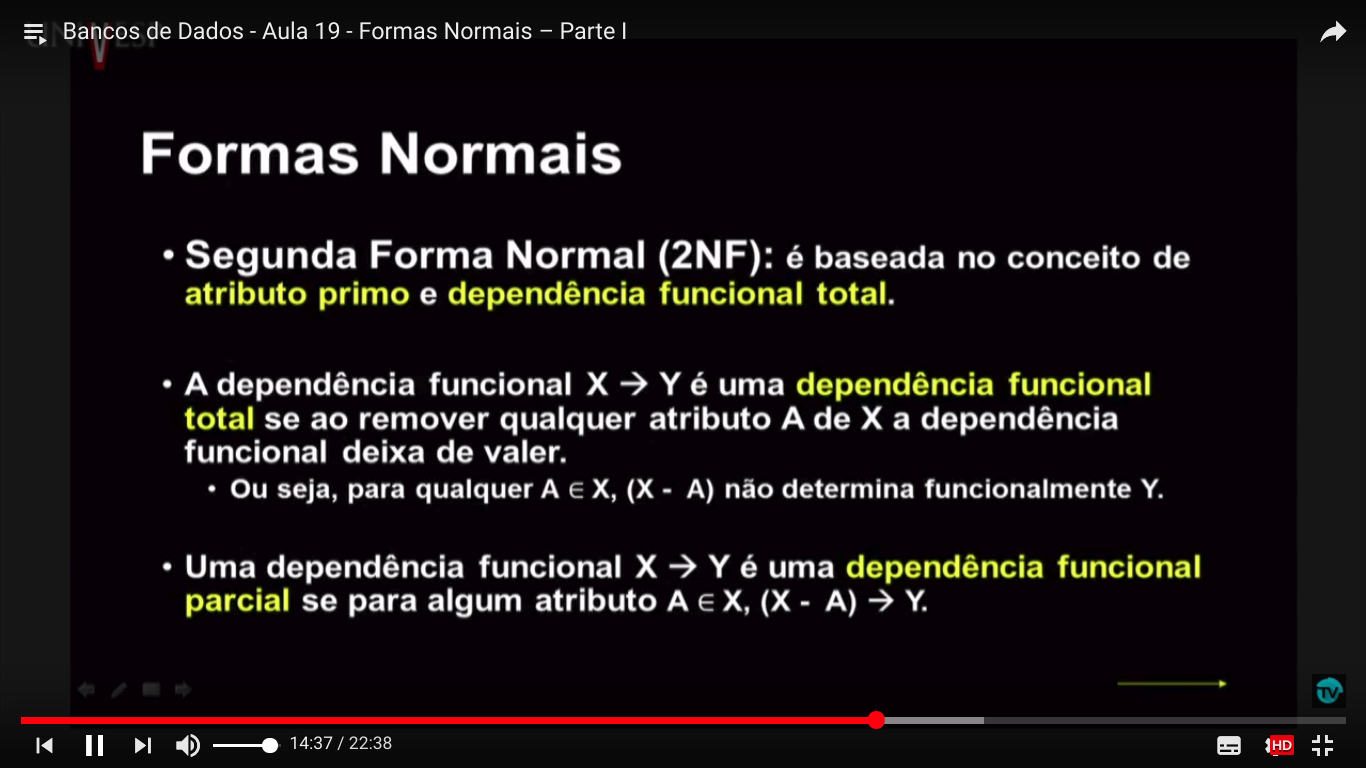 Bancos de Dados - Aula 19 - Formas Normais – Parte I
Formas Normais
• Segunda Forma Normal (2NF): é baseada no conceito de
atributo primo e dependência funcional total.
• A dependência funcional X → Y é uma dependência funcional
total se ao remover qualquer atributo A de X a dependência
funcional deixa de valer.
• Ou seja, para qualquer A ∈ X, (X - A) não determina funcionalmente Y.
• Uma dependência funcional X → Y é uma dependência funcional
parcial se para algum atributo A ∈ X, (X - A) → Y.
TV
14:37 / 22:38
HD